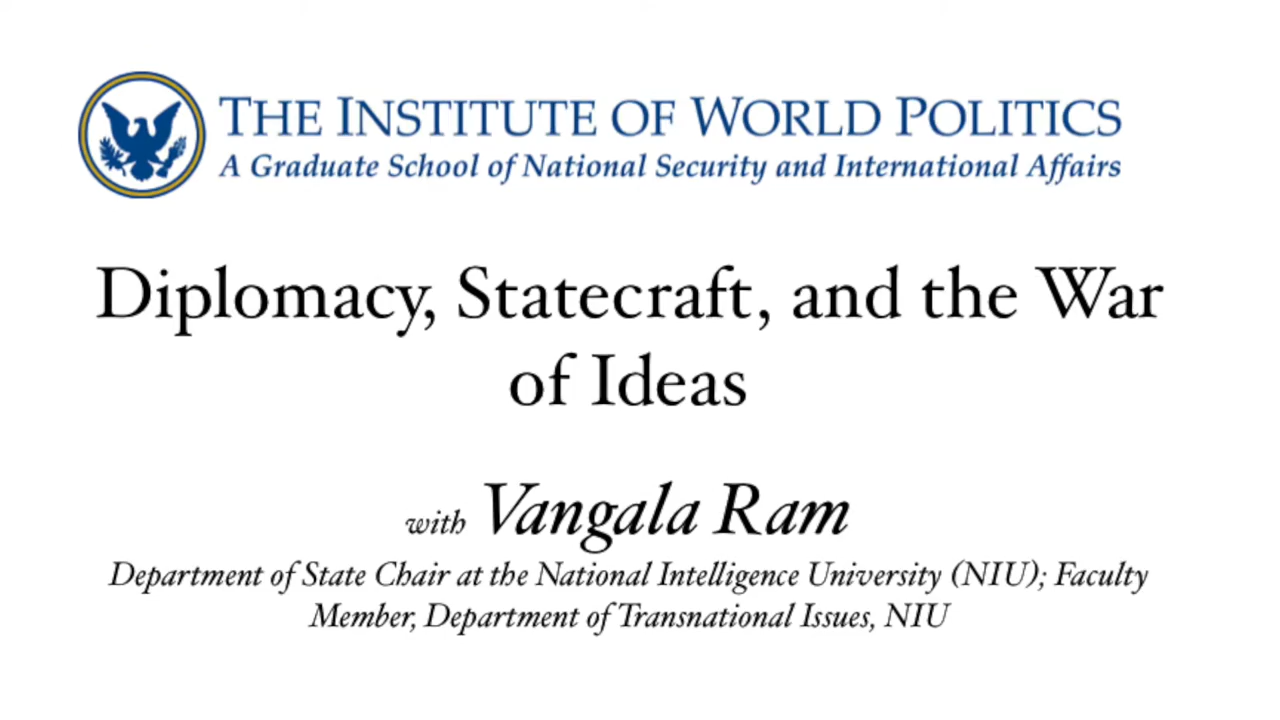 THE INSTITUTE OF WORLD POLITICS
A Graduate School of National Security and International Affairs
Diplomacy, Statecraft, and the War
of Ideas
with Vangala Ram
Department of State Chair at the National Intelligence University (NIU); Faculty
Member, Department of Transnational Issues, NIU